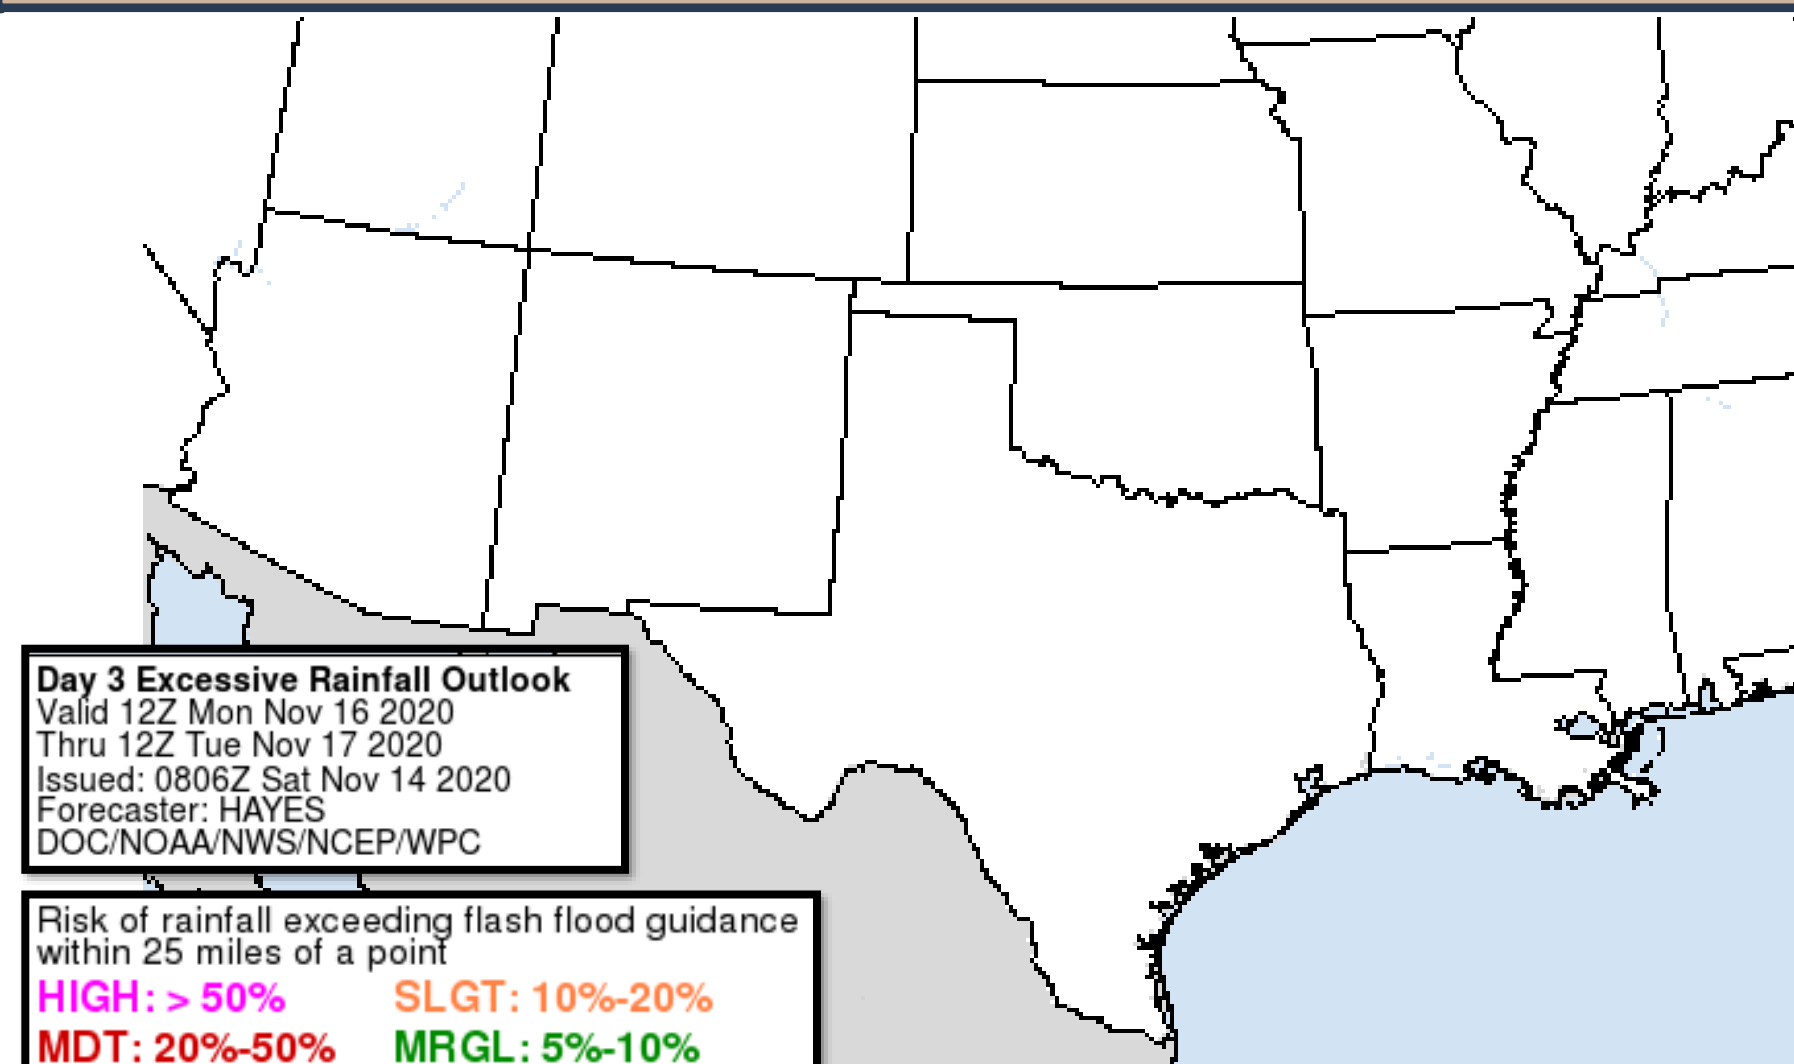 Day 3 Excessive Rainfall Outlook
Valid 12Z Mon Nov 16 2020
Thru 12Z Tue Nov 17 2020
Issued: 0806Z Sat Nov 14 2020
Forecaster: HAYES
DOC/NOAA/NWS/NCEP/WPC
Risk of rainfall exceeding flash flood guidance
within 25 miles of a point
HIGH: > 50% SLGT: 10%-20%
MDT: 20%-50% MRGL: 5%-10%